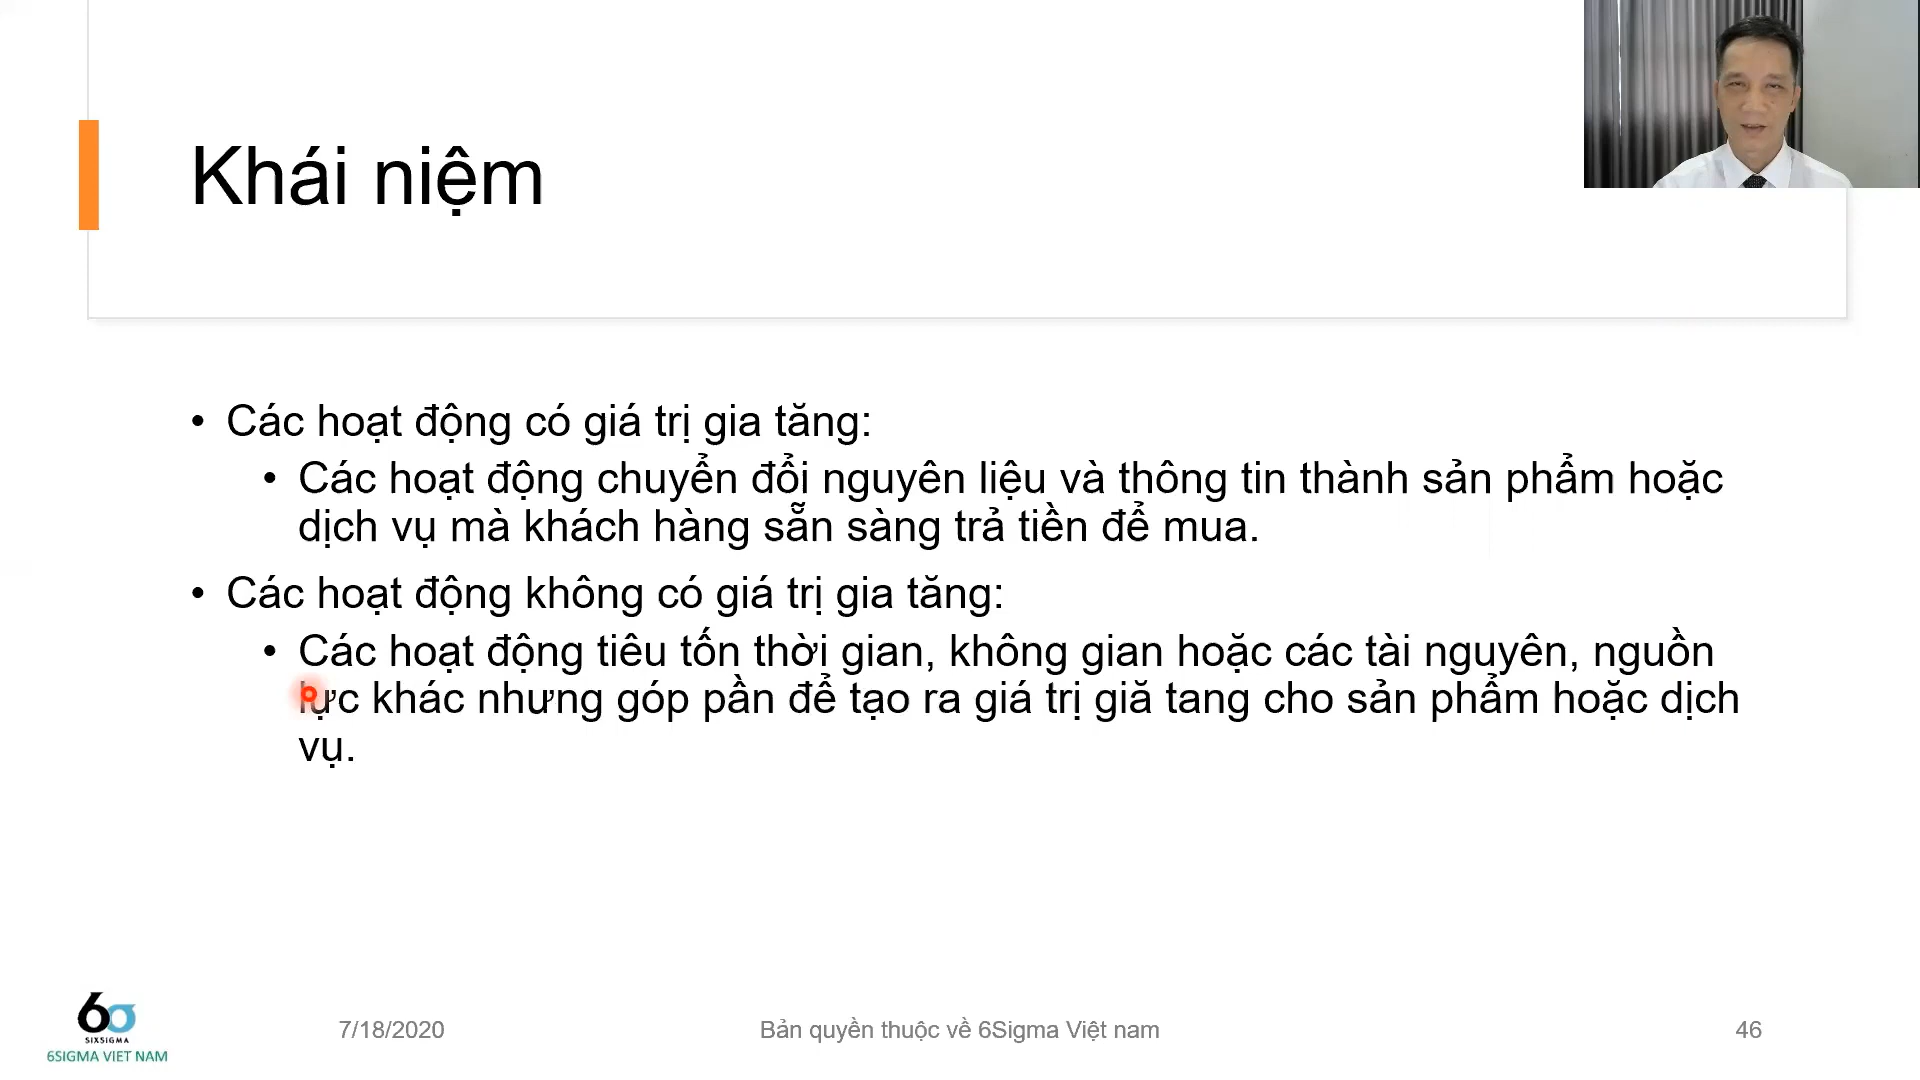 Khái niệm
• Các hoạt động có giá trị gia tăng:
• Các hoạt động chuyển đổi nguyên liệu và thông tin thành sản phẩm hoặc
dịch vụ mà khách hàng sẵn sàng trả tiền để mua.
• Các hoạt động không có giá trị gia tăng:
• Các hoạt động tiêu tốn thời gian, không gian hoặc các tài nguyên, nguồn
lực khác nhưng góp pần để tạo ra giá trị giă tang cho sản phẩm hoặc dịch
vụ.
6σ
SIXSIGMA
6SIGMA VIET NAM
7/18/2020
Bản quyền thuộc về 6Sigma Việt nam
46